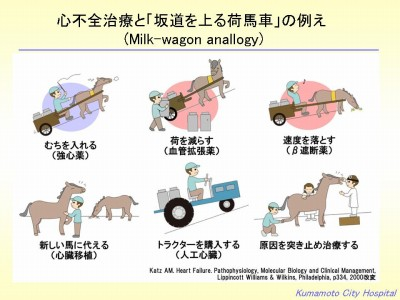 心不全治療と「坂道を上る荷馬車」の例え
(Milk-wagon anallogy)
むちを入れる
(強心薬)
荷を減らす
(血管拡張薬)
速度を落とす
(β遮断薬)
新しい馬に代える
(心臓移植)
トラクターを購入する
(人工心臓)
原因を突き止め治療する
Katz AM. Heart Failure. Pathophysiology, Molecular Biology and Clinical Management,
Lippincott Williams & Wilkins, Philadelphia, p334, 2000改変
Kumamoto City Hospital